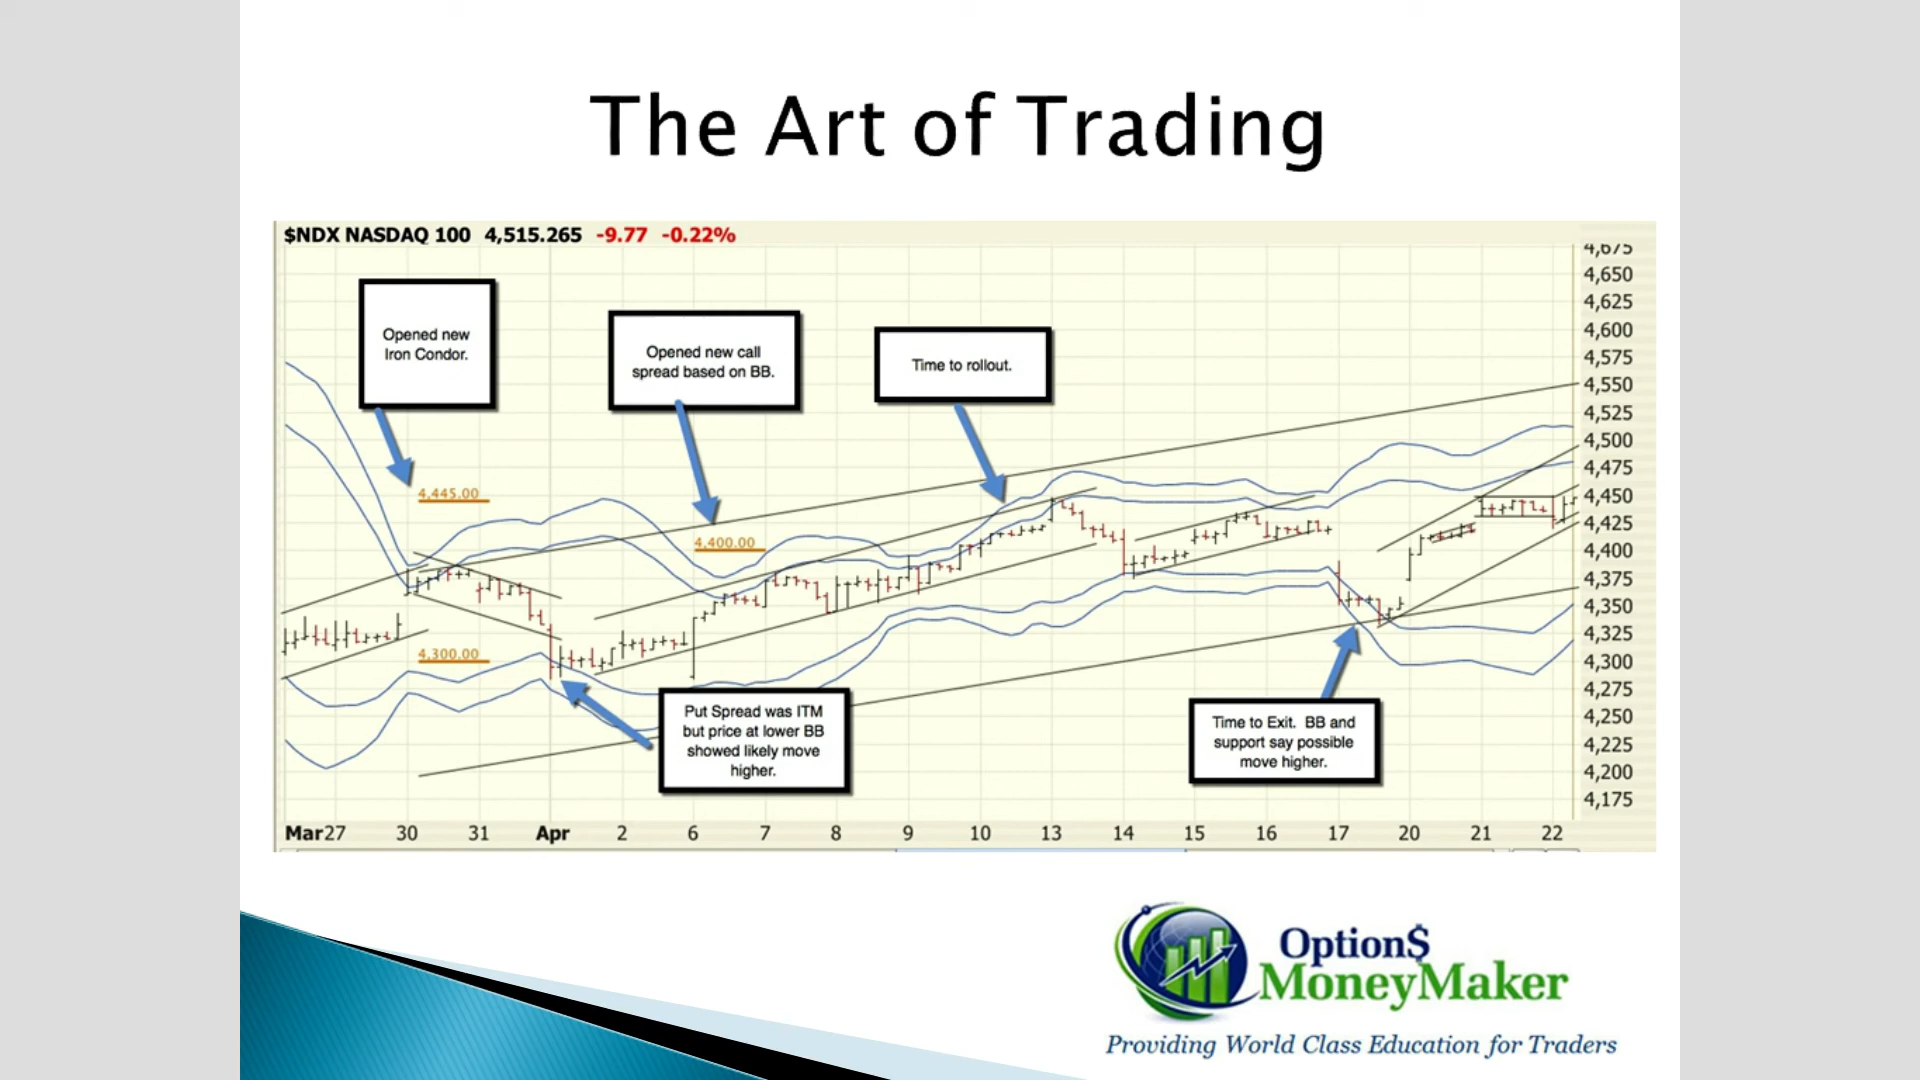 The Art of Trading
$NDX NASDAQ 100 4,515.265 -9.77 -0.22%
Opened new
Iron Condor.
Opened new call
spread based on BB.
Time to rollout.
4,445.00
4,400.00
4,300.00
Put Spread was ITM
but price at lower BB
showed likely move
higher.
Time to Exit. BB and
support say possible
move higher.
4,675
4,650
4,625
4,600
4,575
4,550
4,525
4,500
4,475
4,450
4,425
4,400
4,375
4,350
4,325
4,300
4,275
4,250
4,225
4,200
4,175
Mar27 30 31 Apr 2 6 7 8 9 10 13 14 15 16 17 20 21 22
Option$
MoneyMaker
Providing World Class Education for Traders